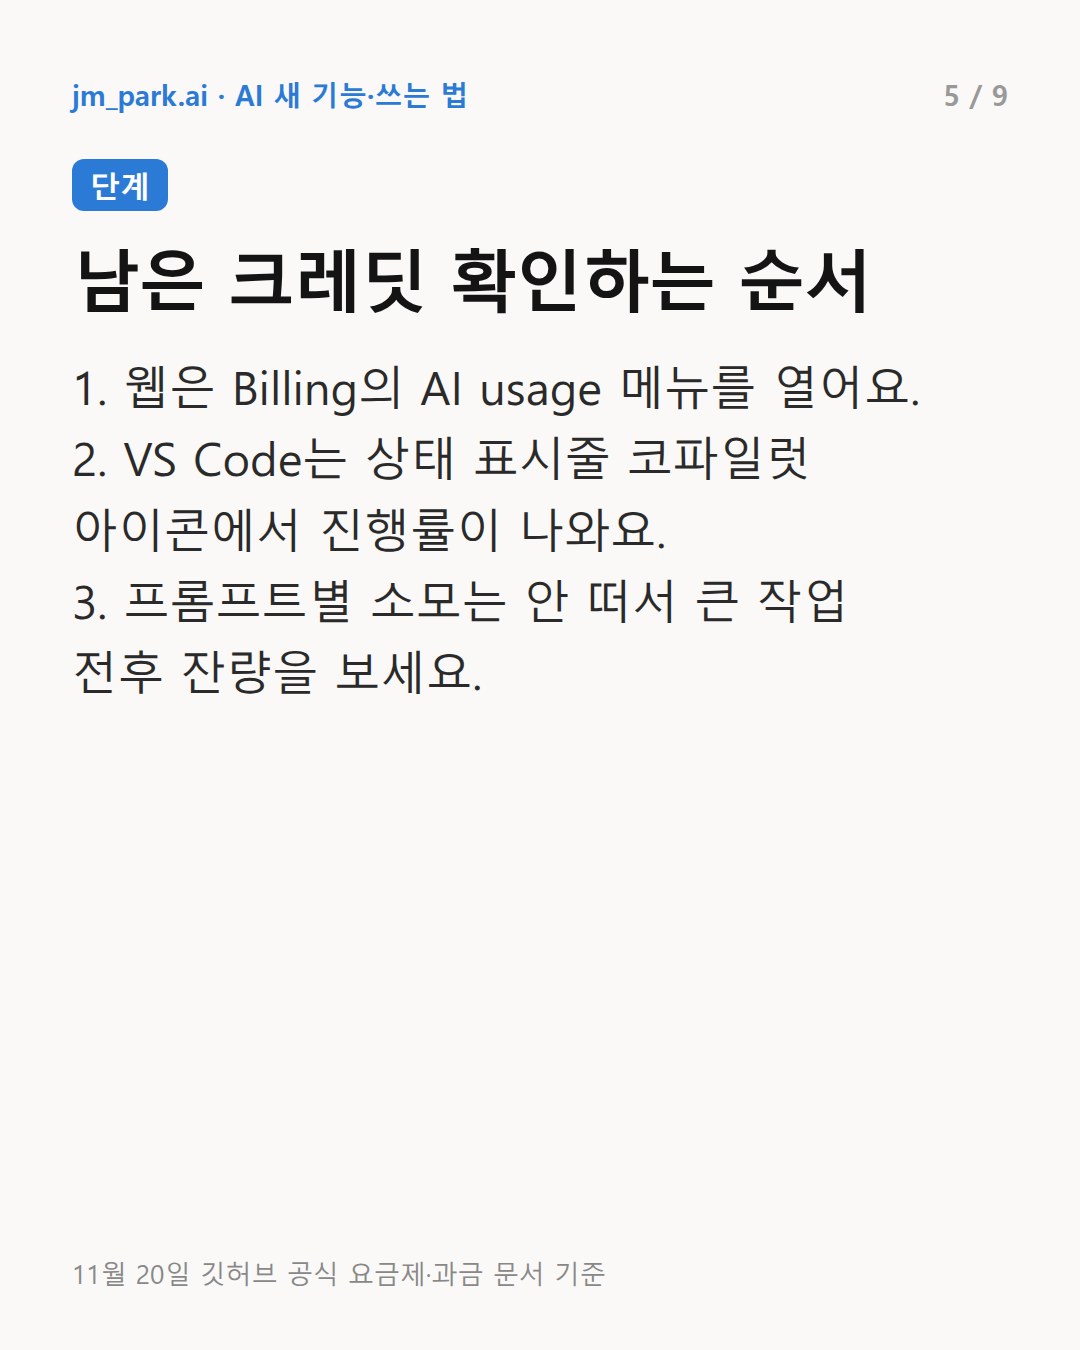 jm_park.ai · AI 새 기능·쓰는 법
5 / 9
단계
남은 크레딧 확인하는 순서
1. 웹은 Billing의 AI usage 메뉴를 열어요.
2. VS Code는 상태 표시줄 코파일럿
아이콘에서 진행률이 나와요.
3. 프롬프트별 소모는 안 떠서 큰 작업
전후 잔량을 보세요.
11월 20일 깃허브 공식 요금제·과금 문서 기준